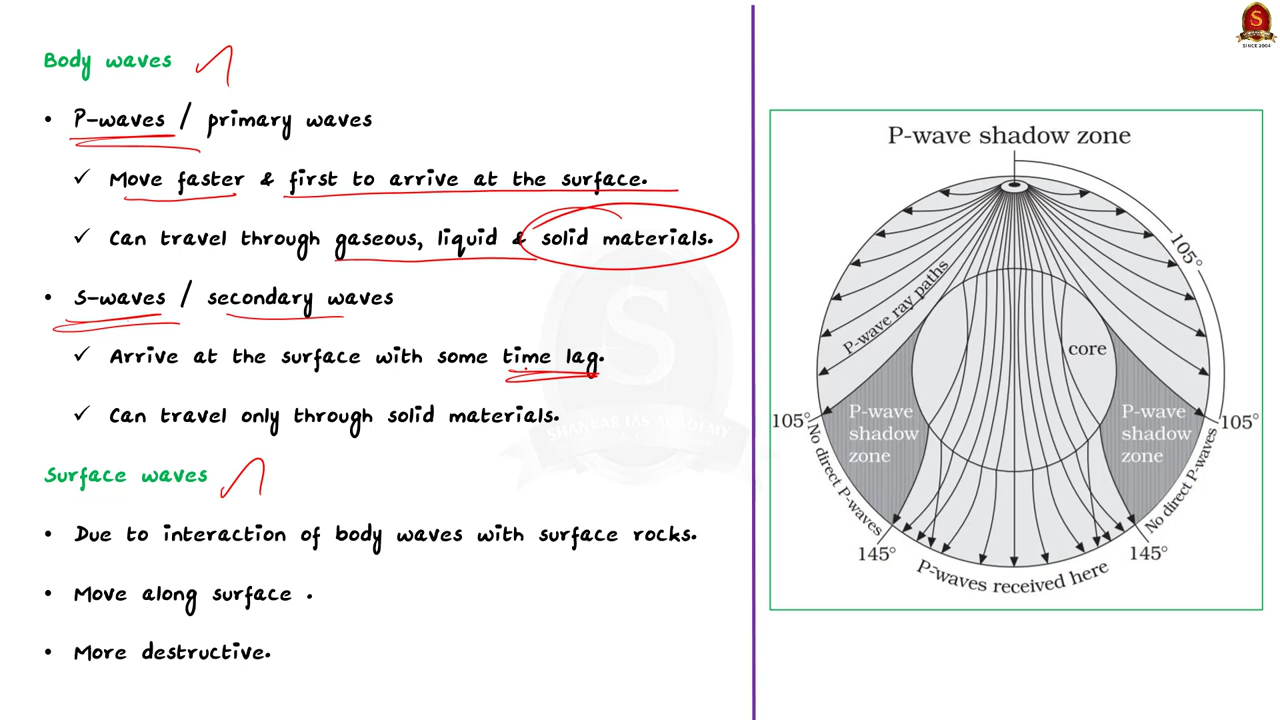 Body waves
• P-waves / primary waves
✓ Move faster & first to arrive at the surface.
✓ Can travel through gaseous, liquid & solid materials.
• S-waves / secondary waves
✓ Arrive at the surface with some time lag.
✓ Can travel only through solid materials.
Surface waves
• Due to interaction of body waves with surface rocks.
• Move along surface .
• More destructive.
S
SINCE 2004
P-wave shadow zone
105°
P-wave ray paths
core
P-wave
shadow
zone
P-wave
shadow
zone
105°
105°
No direct P-waves
No direct P-waves
145°
145°
P-waves received here
S
SHANKAR IAS ACADEMY